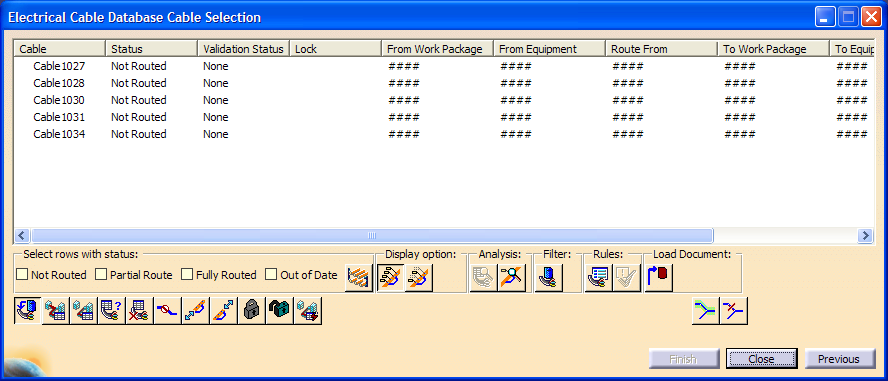 Electrical Cable Database Cable Selection
Cable Status Validation Status Lock From Work Package From Equipment Route From To Work Package To Equip
Cable1027 Not Routed None #### #### #### #### ####
Cable1028 Not Routed None #### #### #### #### ####
Cable1030 Not Routed None #### #### #### #### ####
Cable1031 Not Routed None #### #### #### #### ####
Cable1034 Not Routed None #### #### #### #### ####
Select rows with status: Display option: Analysis: Filter: Rules: Load Document:
Not Routed Partial Route Fully Routed Out of Date
Finish Close Previous